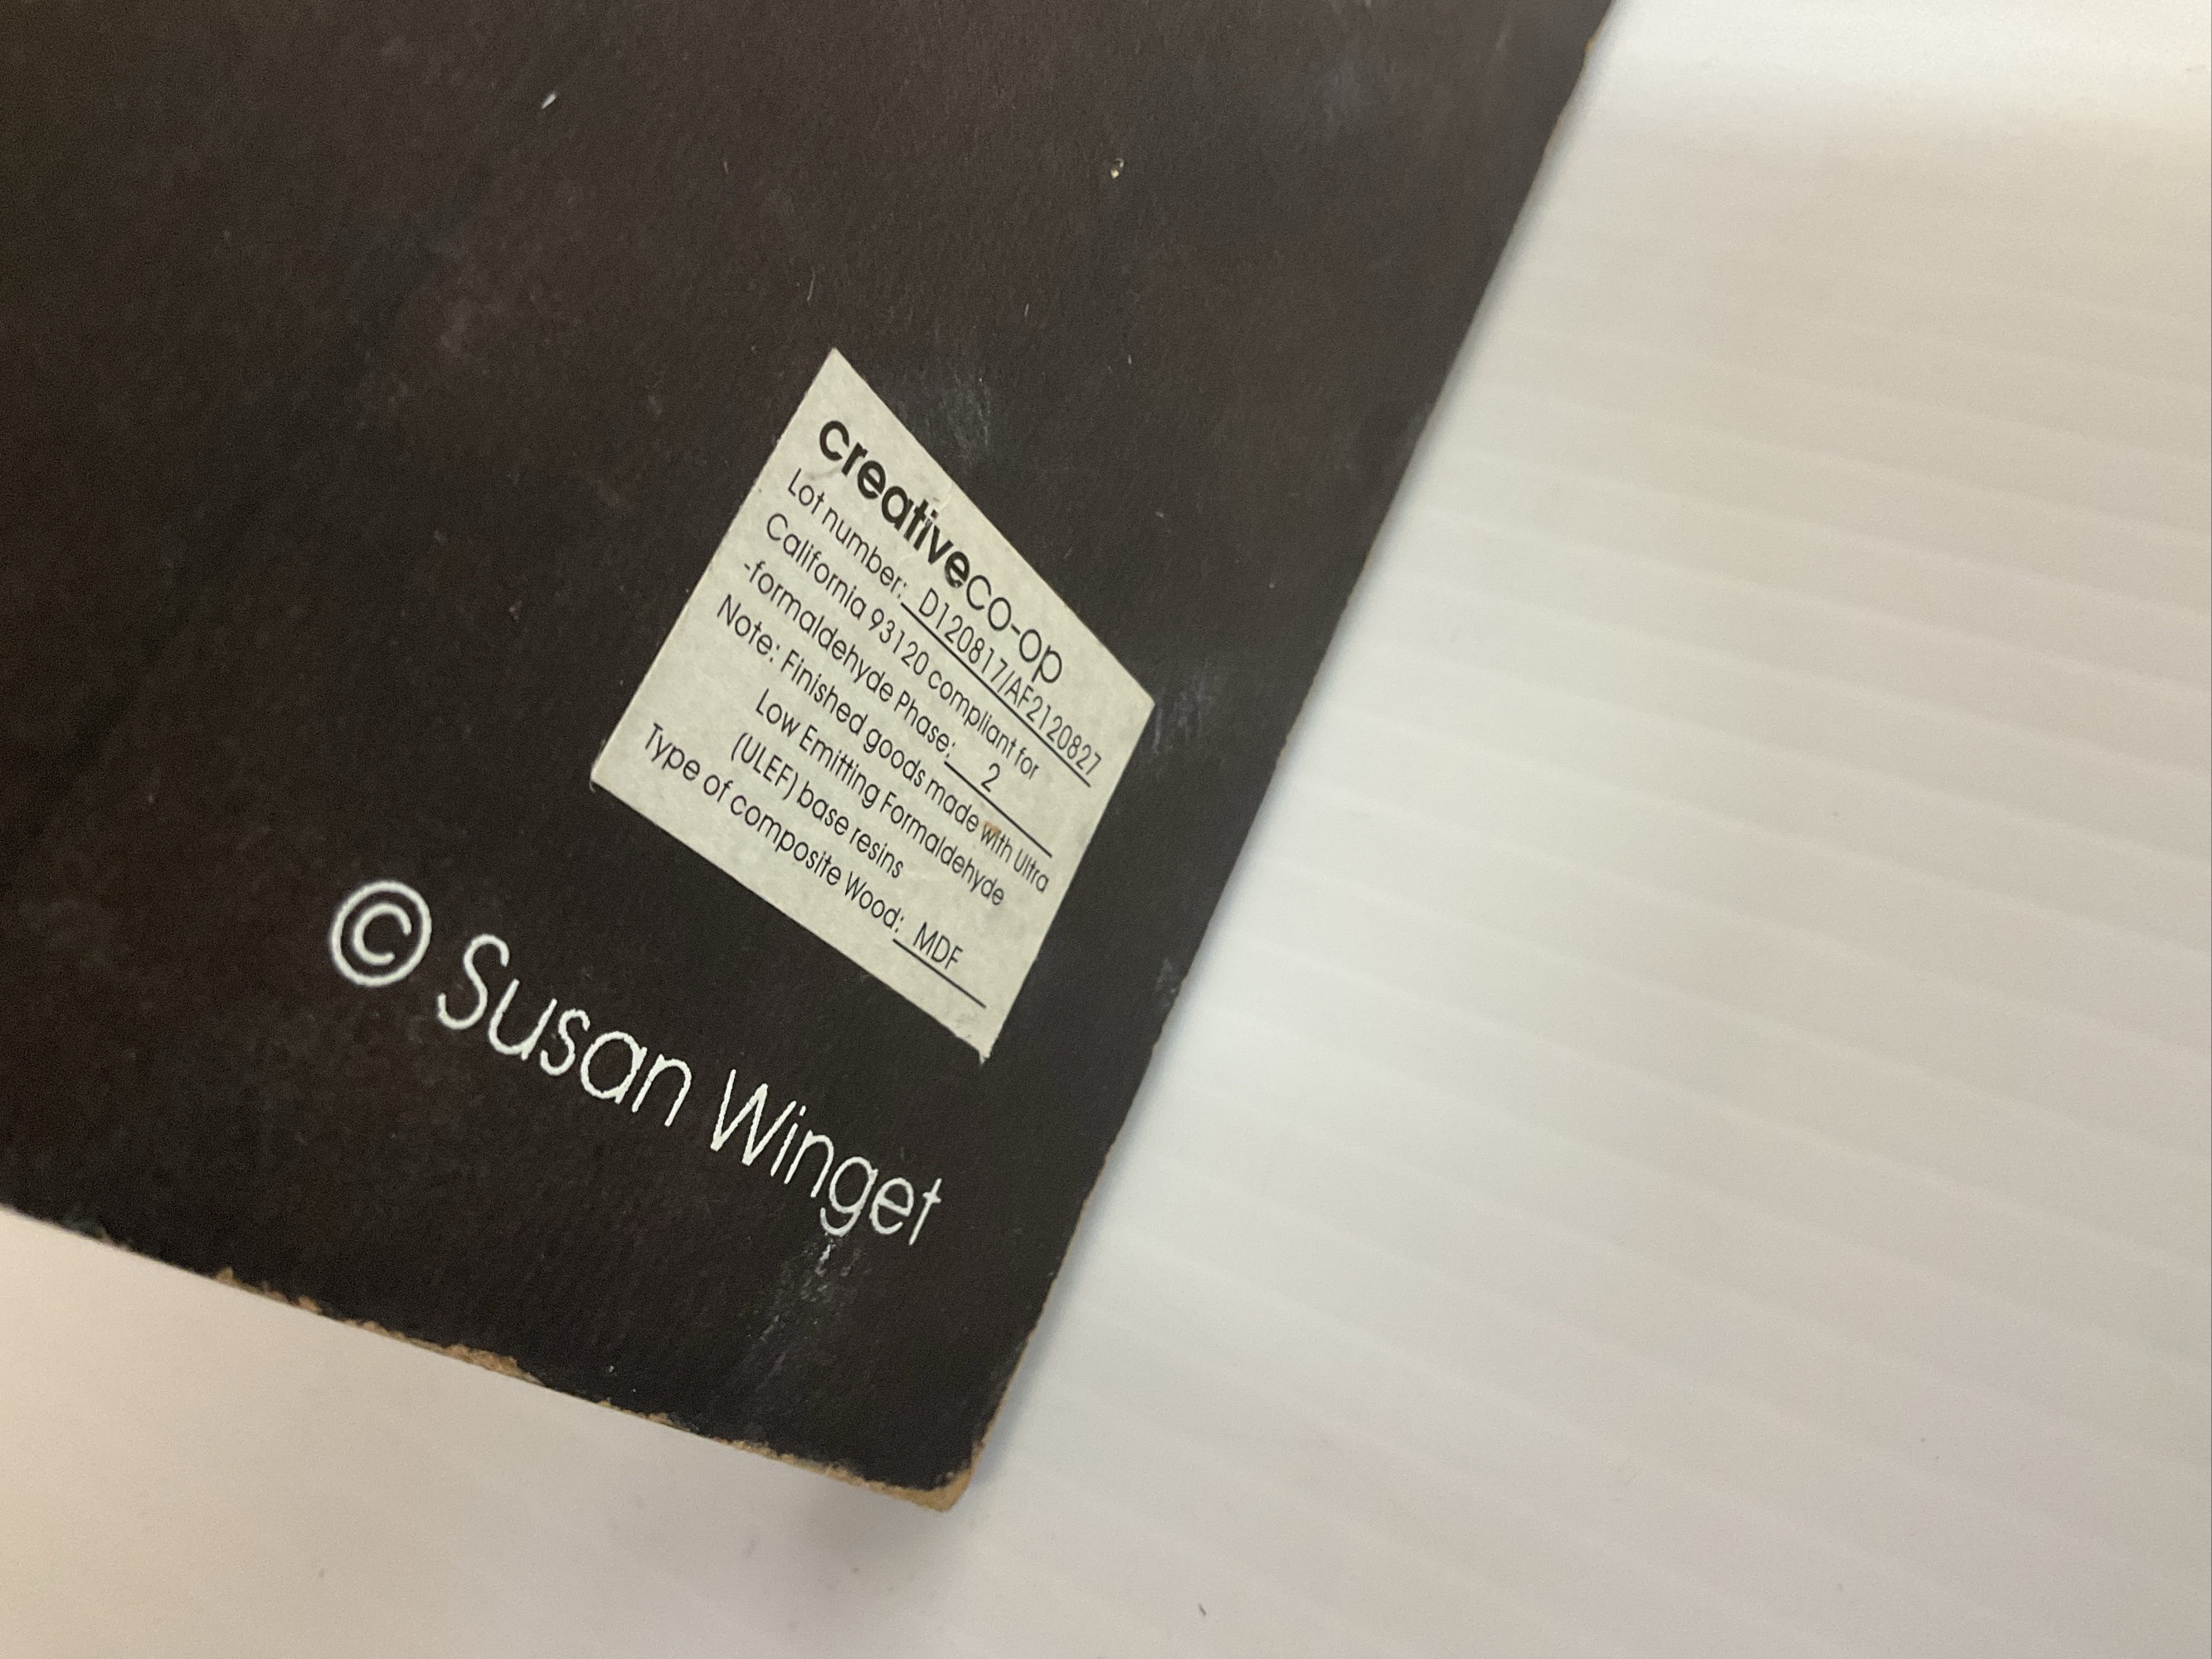 creativeco-op
Lot number: D120817/AF2120827
California 93120 compliant for
-formaldehyde Phase: 2
Note: Finished goods made with Ultra
Low Emitting Formaldehyde
(ULEF) base resins
Type of composite Wood: MDF
© Susan Winget